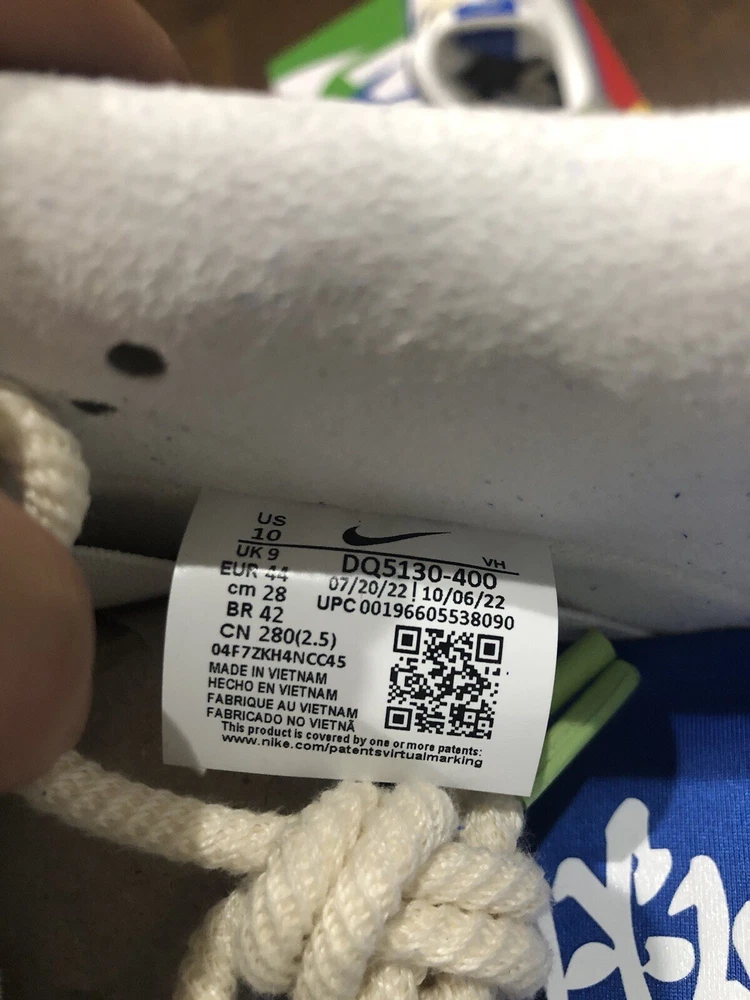 US
10
UK 9
EUR 44
cm 28
BR 42
CN 280(2.5)
04F7ZKH4NCC45
MADE IN VIETNAM
HECHO EN VIETNAM
FABRIQUE AU VIETNAM
FABRICADO NO VIETNÃ
VH
DQ5130-400
07/20/22 | 10/06/22
UPC 00196605538090
This product is covered by one or more patents:
www.nike.com/patentsvirtualmarking